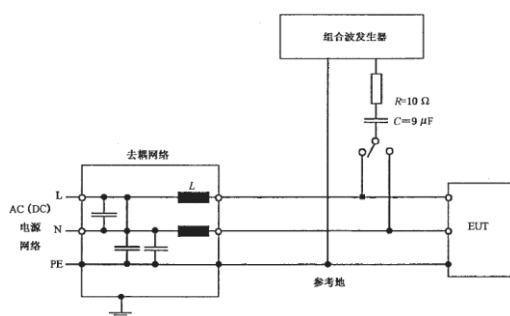 组合波发生器
R=10 Ω
C=9 μF
去耦网络
L
L
AC (DC)
电源
网络
N
PE
EUT
参考地